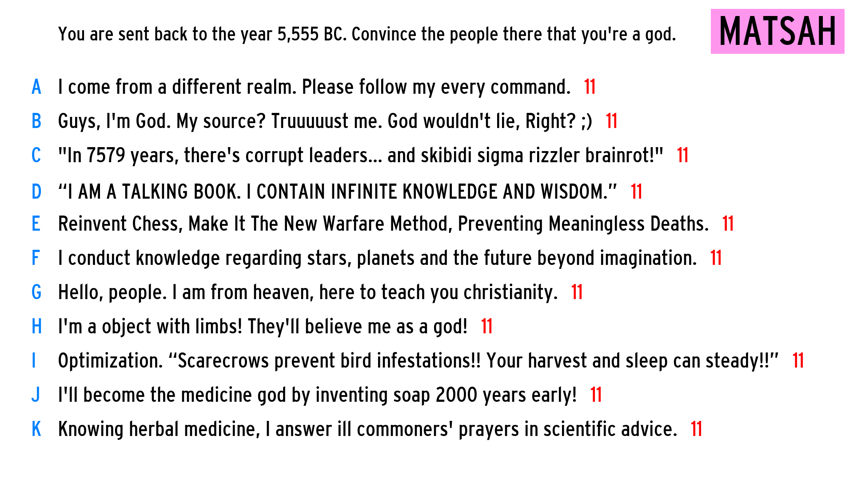 You are sent back to the year 5,555 BC. Convince the people there that you're a god.
MATSAH
A I come from a different realm. Please follow my every command. 11
B Guys, I'm God. My source? Truuuuust me. God wouldn't lie, Right? ;) 11
C "In 7579 years, there's corrupt leaders... and skibidi sigma rizzler brainrot!" 11
D “I AM A TALKING BOOK. I CONTAIN INFINITE KNOWLEDGE AND WISDOM.” 11
E Reinvent Chess, Make It The New Warfare Method, Preventing Meaningless Deaths. 11
F I conduct knowledge regarding stars, planets and the future beyond imagination. 11
G Hello, people. I am from heaven, here to teach you christianity. 11
H I'm a object with limbs! They'll believe me as a god! 11
I Optimization. “Scarecrows prevent bird infestations!! Your harvest and sleep can steady!!” 11
J I'll become the medicine god by inventing soap 2000 years early! 11
K Knowing herbal medicine, I answer ill commoners' prayers in scientific advice. 11